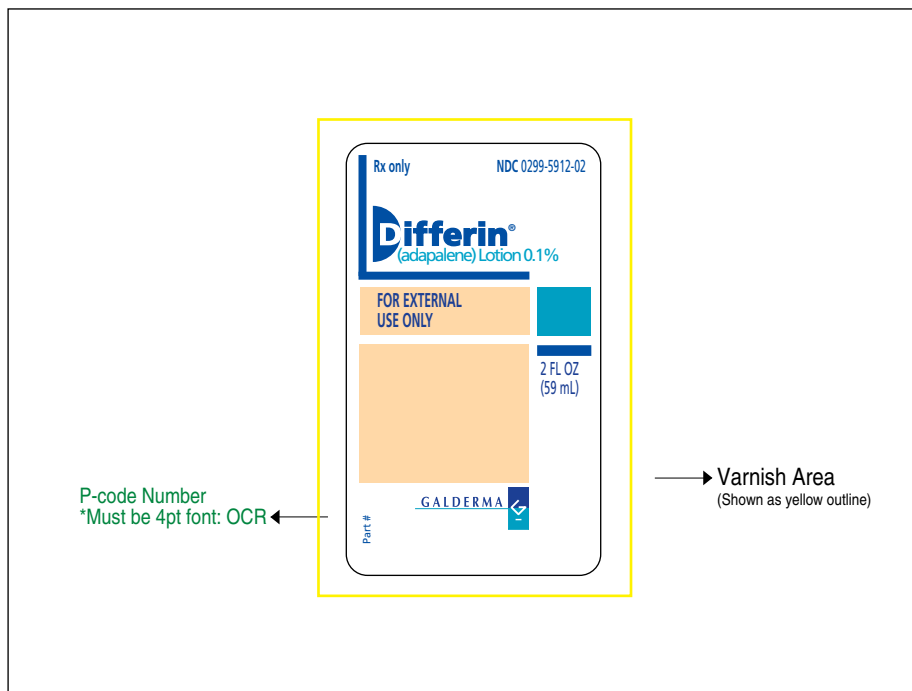 Rx only
NDC 0299-5912-02
Differin®
(adapalene) Lotion 0.1%
FOR EXTERNAL
USE ONLY
2 FL OZ
(59 mL)
P-code Number
*Must be 4pt font: OCR
Varnish Area
(Shown as yellow outline)
GALDERMA
Part #